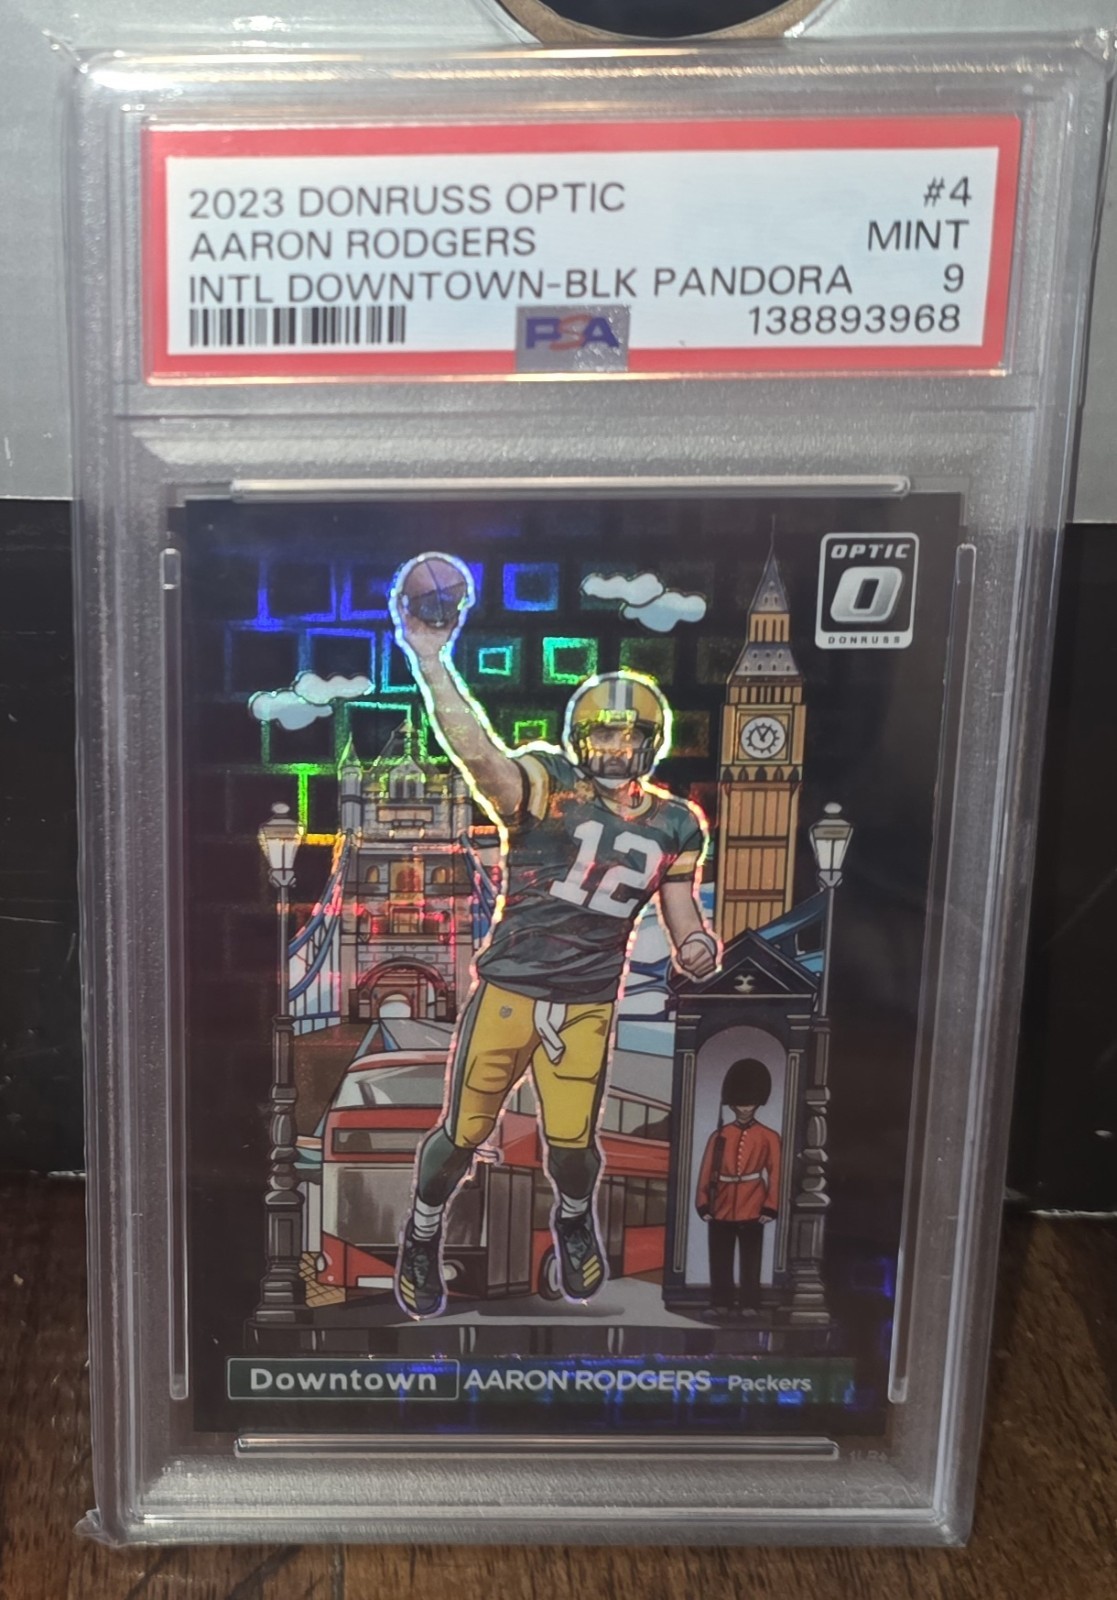 2023 DONRUSS OPTIC #4
AARON RODGERS MINT
INTL DOWNTOWN-BLK PANDORA 9
PSA 138893968
OPTIC
O
DONRUSS
12
Downtown AARON RODGERS Packers